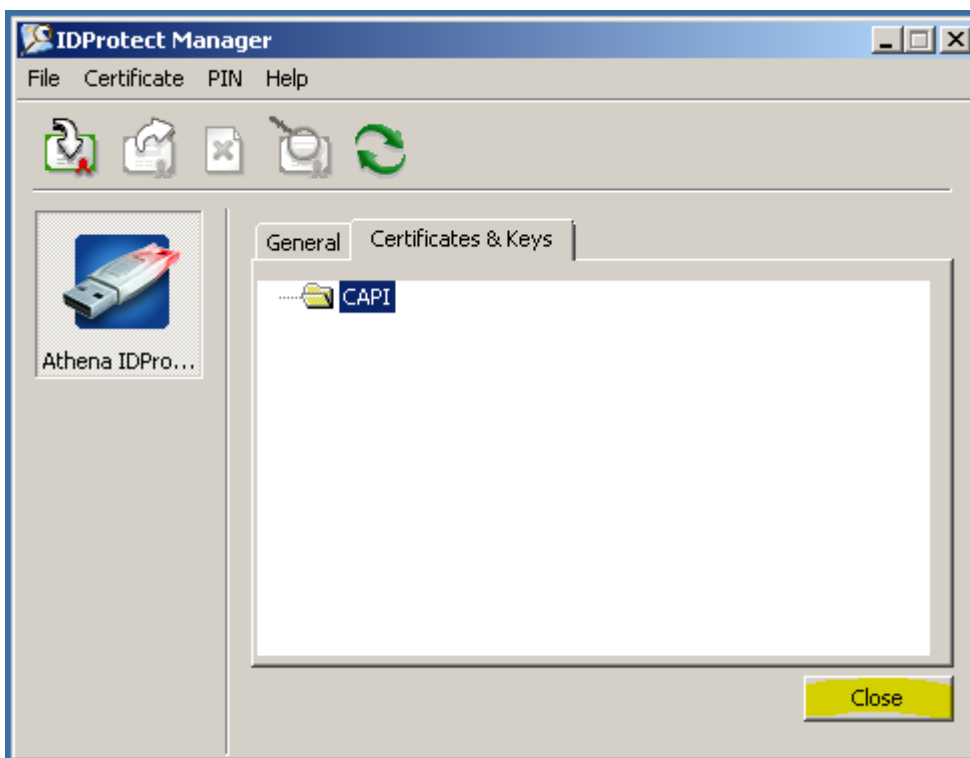 IDProtect Manager
File Certificate PIN Help
General Certificates & Keys
CAPI
Athena IDPro...
Close